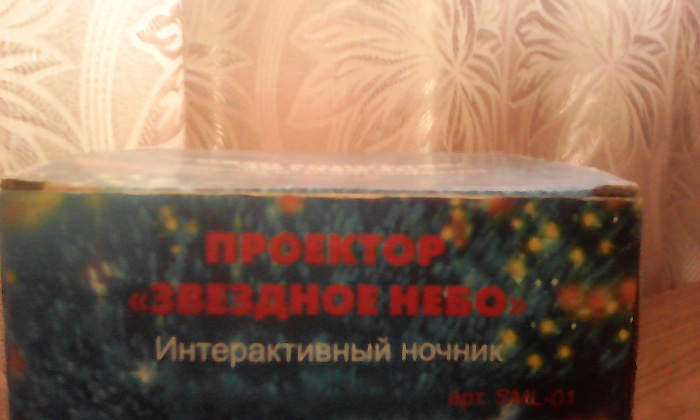 ПРОЕКТОР
«ЗВЕЗДНОЕ НЕБО»
Интерактивный ночник
арт. SML-01